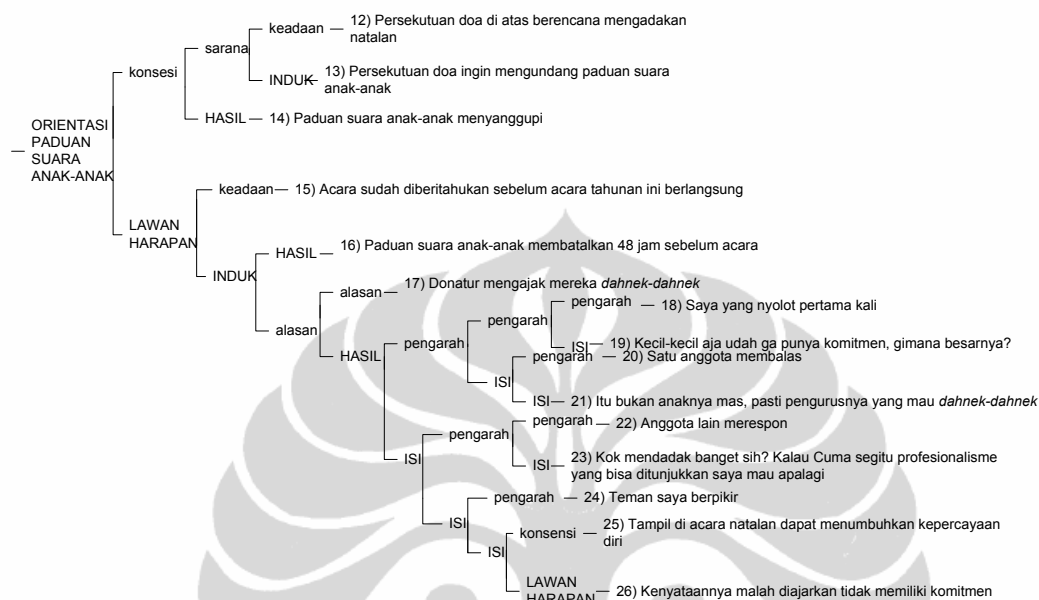 keadaan
12) Persekutuan doa di atas berencana mengadakan
natalan
sarana
konsesi
INDUK
13) Persekutuan doa ingin mengundang paduan suara
anak-anak
HASIL
14) Paduan suara anak-anak menyanggupi
ORIENTASI
PADUAN
SUARA
ANAK-ANAK
keadaan
15) Acara sudah diberitahukan sebelum acara tahunan ini berlangsung
LAWAN
HARAPAN
HASIL
16) Paduan suara anak-anak membatalkan 48 jam sebelum acara
INDUK
alasan
17) Donatur mengajak mereka dahnek-dahnek
alasan
pengarah
18) Saya yang nyolot pertama kali
pengarah
ISI
19) Kecil-kecil aja udah ga punya komitmen, gimana besarnya?
HASIL
pengarah
pengarah
20) Satu anggota membalas
ISI
ISI
21) Itu bukan anaknya mas, pasti pengurusnya yang mau dahnek-dahnek
pengarah
22) Anggota lain merespon
pengarah
ISI
ISI
23) Kok mendadak banget sih? Kalau Cuma segitu profesionalisme
yang bisa ditunjukkan saya mau apalagi
pengarah
24) Teman saya berpikir
ISI
konsensi
25) Tampil di acara natalan dapat menumbuhkan kepercayaan
diri
ISI
LAWAN
HARAPAN
26) Kenyataannya malah diajarkan tidak memiliki komitmen